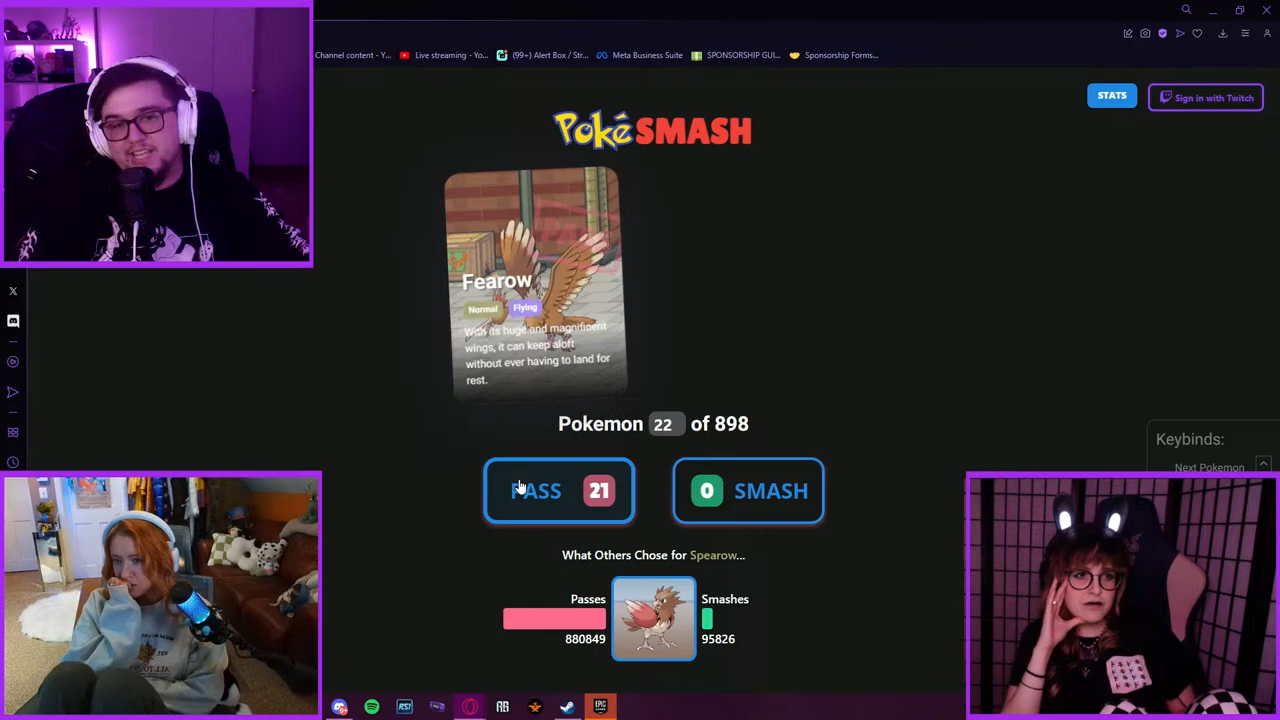 Channel content - Y...
Live streaming - Yo...
(99+) Alert Box / Str...
Meta Business Suite
SPONSORSHIP GUI...
Sponsorship Forms...
STATS
Sign in with Twitch
PokéSMASH
Fearow
Normal Flying
With its huge and magnificent
wings, it can keep aloft
without ever having to land for
rest.
Pokemon 22 of 898
PASS 21
0 SMASH
Keybinds:
Next Pokemon
What Others Chose for Spearow...
Passes
880849
Smashes
95826
RSI
EPIC